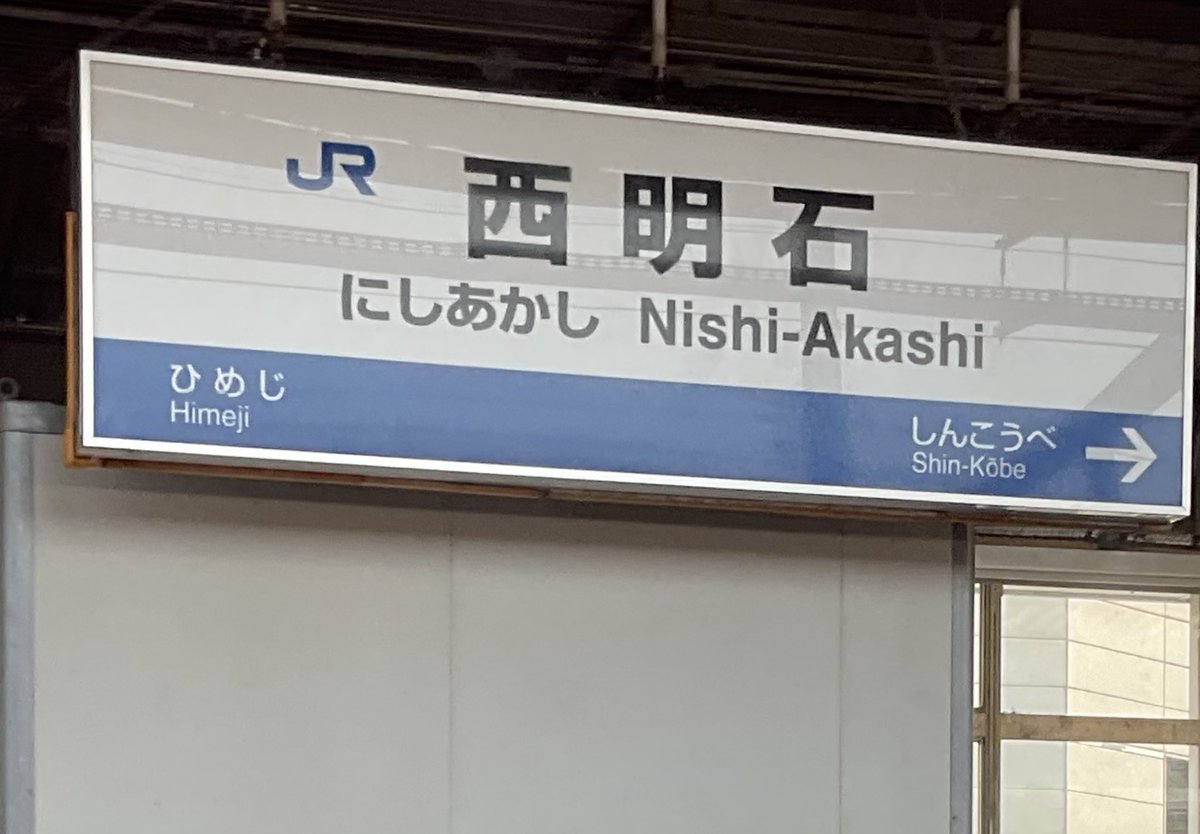 JR 西明石
にしあかし Nishi-Akashi
ひめじ
Himeji
しんこうべ →
Shin-Kōbe